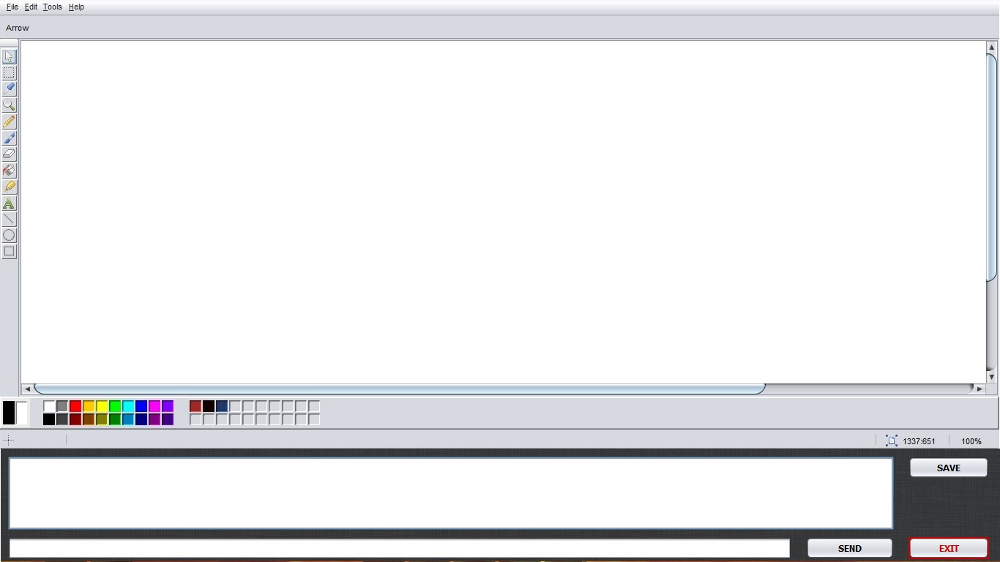 File Edit Tools Help
Arrow
1337:651 100%
SAVE
SEND EXIT